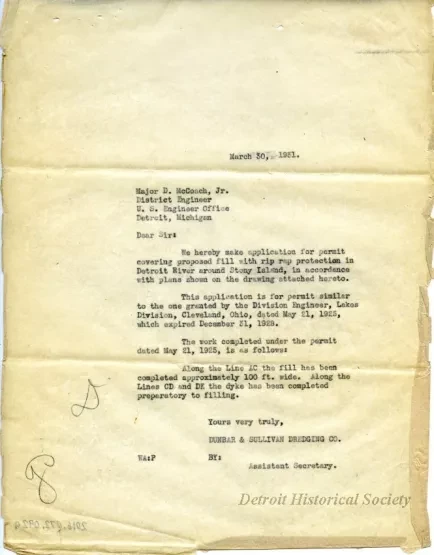 March 30, 1931.
Major D. McCoach, Jr.
District Engineer
U. S. Engineer Office
Detroit, Michigan
Dear Sir:
We hereby make application for permit
covering proposed fill with rip rap protection in
Detroit River around Stony Island, in accordance
with plans shown on the drawing attached hereto.
This application is for permit similar
to the one granted by the Division Engineer, Lakes
Division, Cleveland, Ohio, dated May 21, 1925,
which expired December 31, 1928.
The work completed under the permit
dated May 21, 1925, is as follows:
Along the Line AC the fill has been
completed approximately 100 ft. wide. Along the
Lines CD and DE the dyke has been completed
preparatory to filling.
Yours very truly,
DUNBAR & SULLIVAN DREDGING CO.
WA:P BY:
Assistant Secretary.
Detroit Historical Society